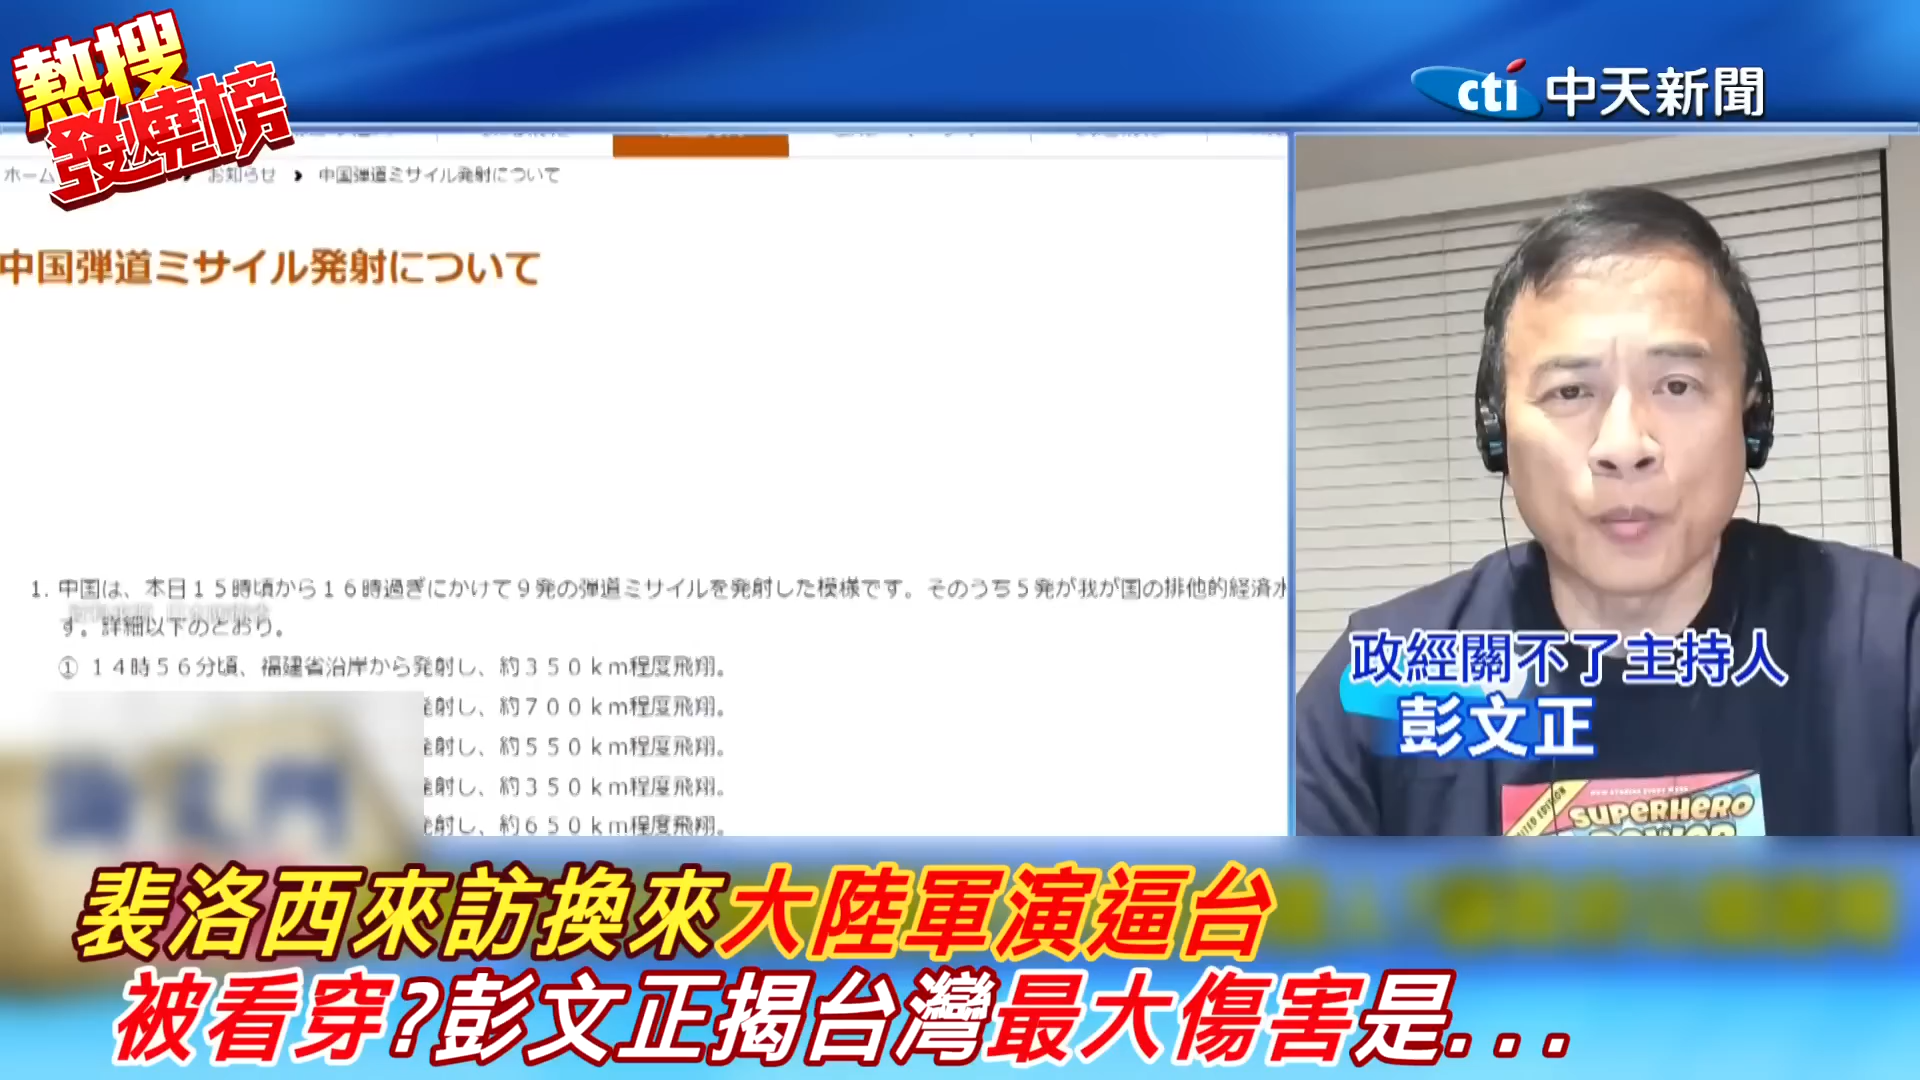 熱搜
發燒榜
cti 中天新聞
ホーム
お知らせ › 中国弾道ミサイル発射について
中国弾道ミサイル発射について
1. 中国は、本日１５時頃から１６時過ぎにかけて９発の弾道ミサイルを発射した模様です。そのうち５発が我が国の排他的経済水
す。詳細以下のとおり。
① １４時５６分頃、福建省沿岸から発射し、約３５０ｋｍ程度飛翔。
発射し、約７００ｋｍ程度飛翔。
発射し、約５５０ｋｍ程度飛翔。
発射し、約３５０ｋｍ程度飛翔。
発射し、約６５０ｋｍ程度飛翔。
政經關不了主持人
彭文正
SUPERHERO
裴洛西來訪換來大陸軍演逼台
被看穿?彭文正揭台灣最大傷害是...